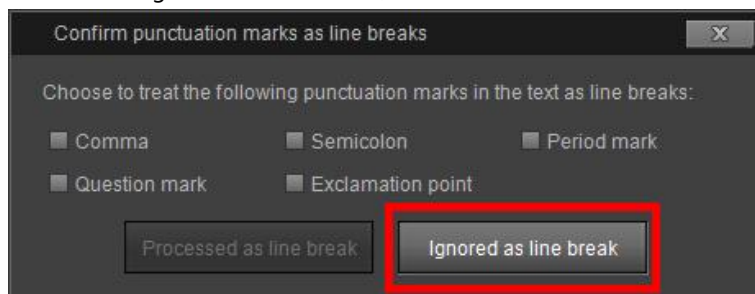 Confirm punctuation marks as line breaks
X
Choose to treat the following punctuation marks in the text as line breaks:
Comma Semicolon Period mark
Question mark Exclamation point
Processed as line break Ignored as line break